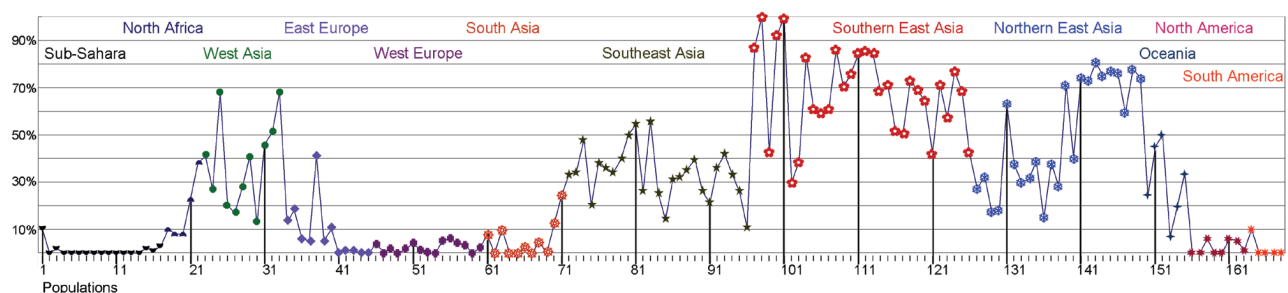 North Africa East Europe South Asia Southern East Asia Northern East Asia North America
90%
Sub-Sahara West Asia West Europe Southeast Asia Oceania
70% South America
50%
30%
10%
1 11 21 31 41 51 61 71 81 91 101 111 121 131 141 151 161
Populations